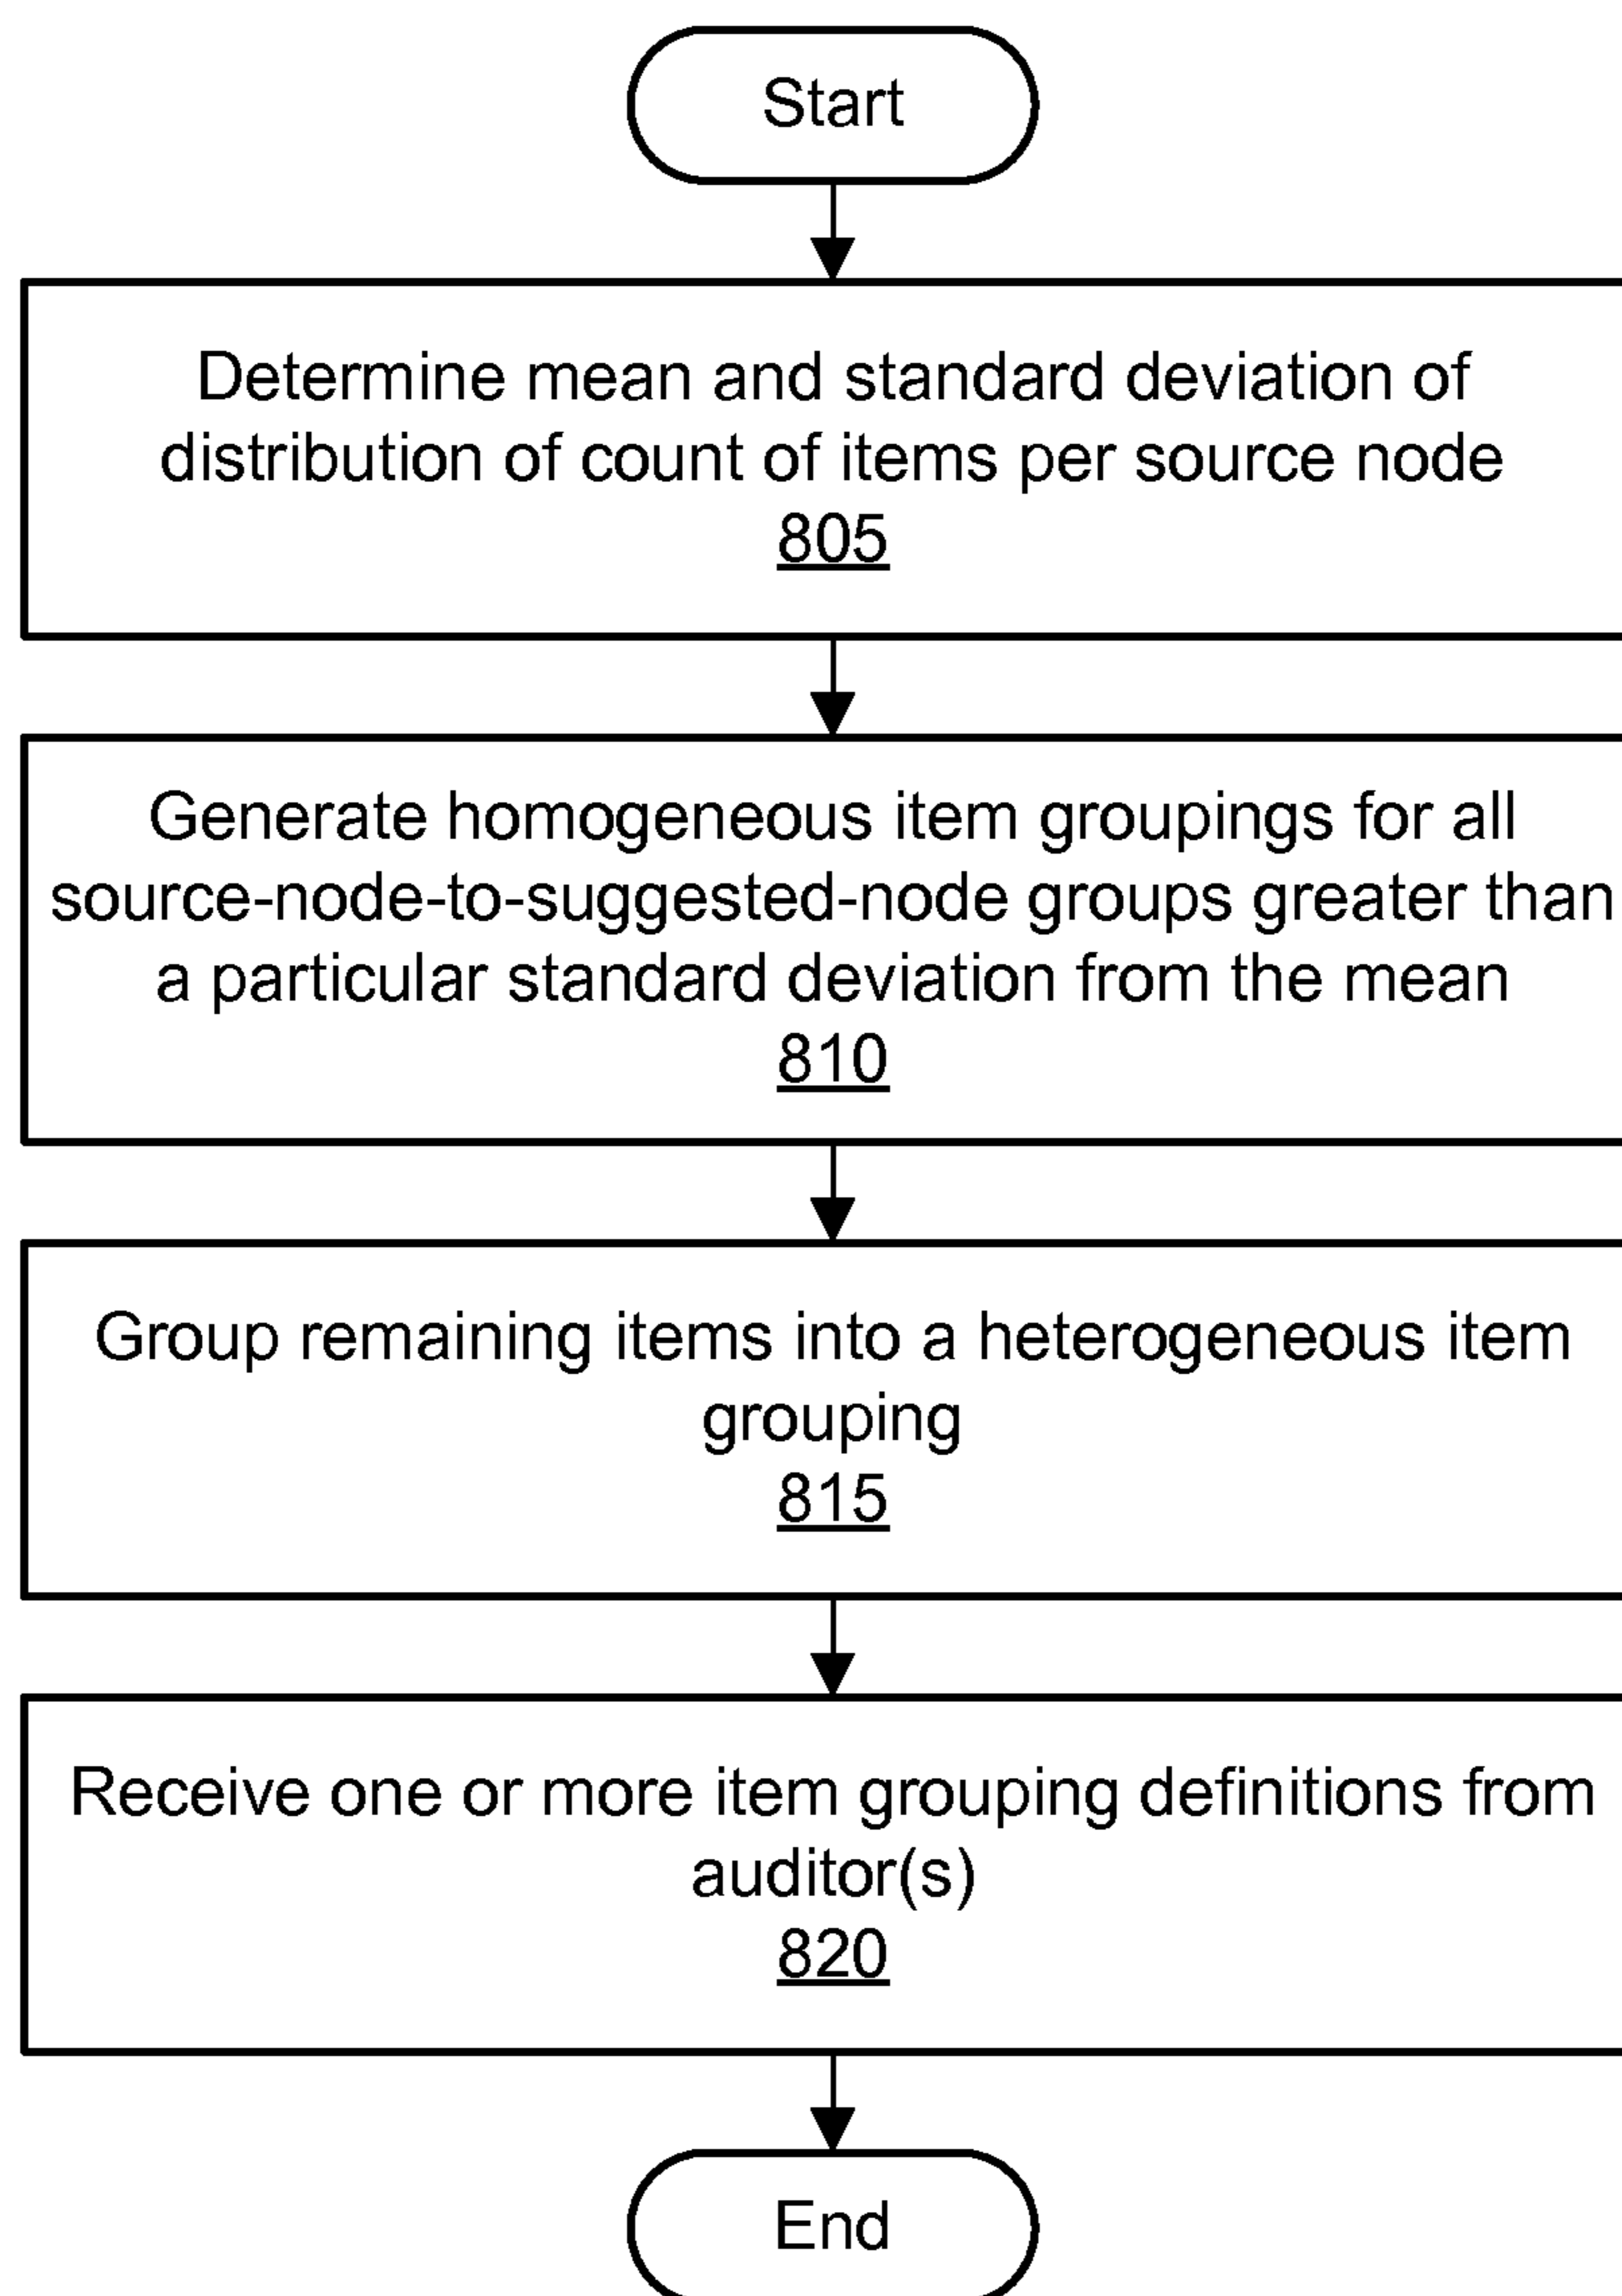 Start
Determine mean and standard deviation of
distribution of count of items per source node
805
Generate homogeneous item groupings for all
source-node-to-suggested-node groups greater than
a particular standard deviation from the mean
810
Group remaining items into a heterogeneous item
grouping
815
Receive one or more item grouping definitions from
auditor(s)
820
End